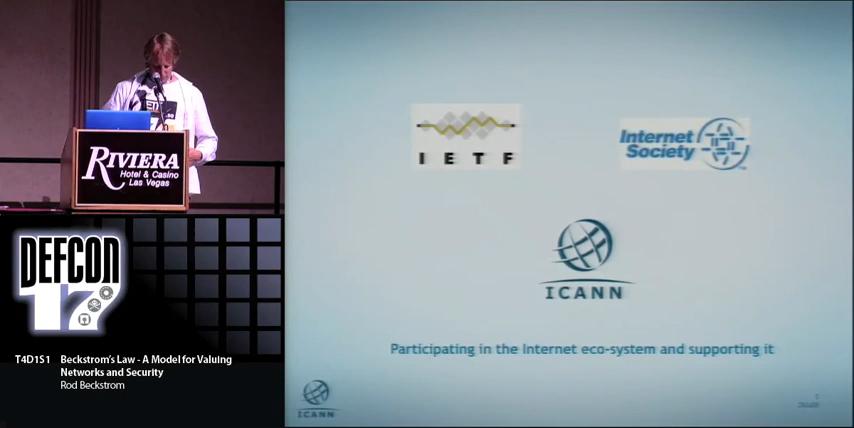 RIVIERA
Hotel & Casino
Las Vegas
DEFCON
17
T4D1S1 Beckstrom's Law - A Model for Valuing
Networks and Security
Rod Beckstrom
IETF
Internet
Society
ICANN
Participating in the Internet eco-system and supporting it
ICANN